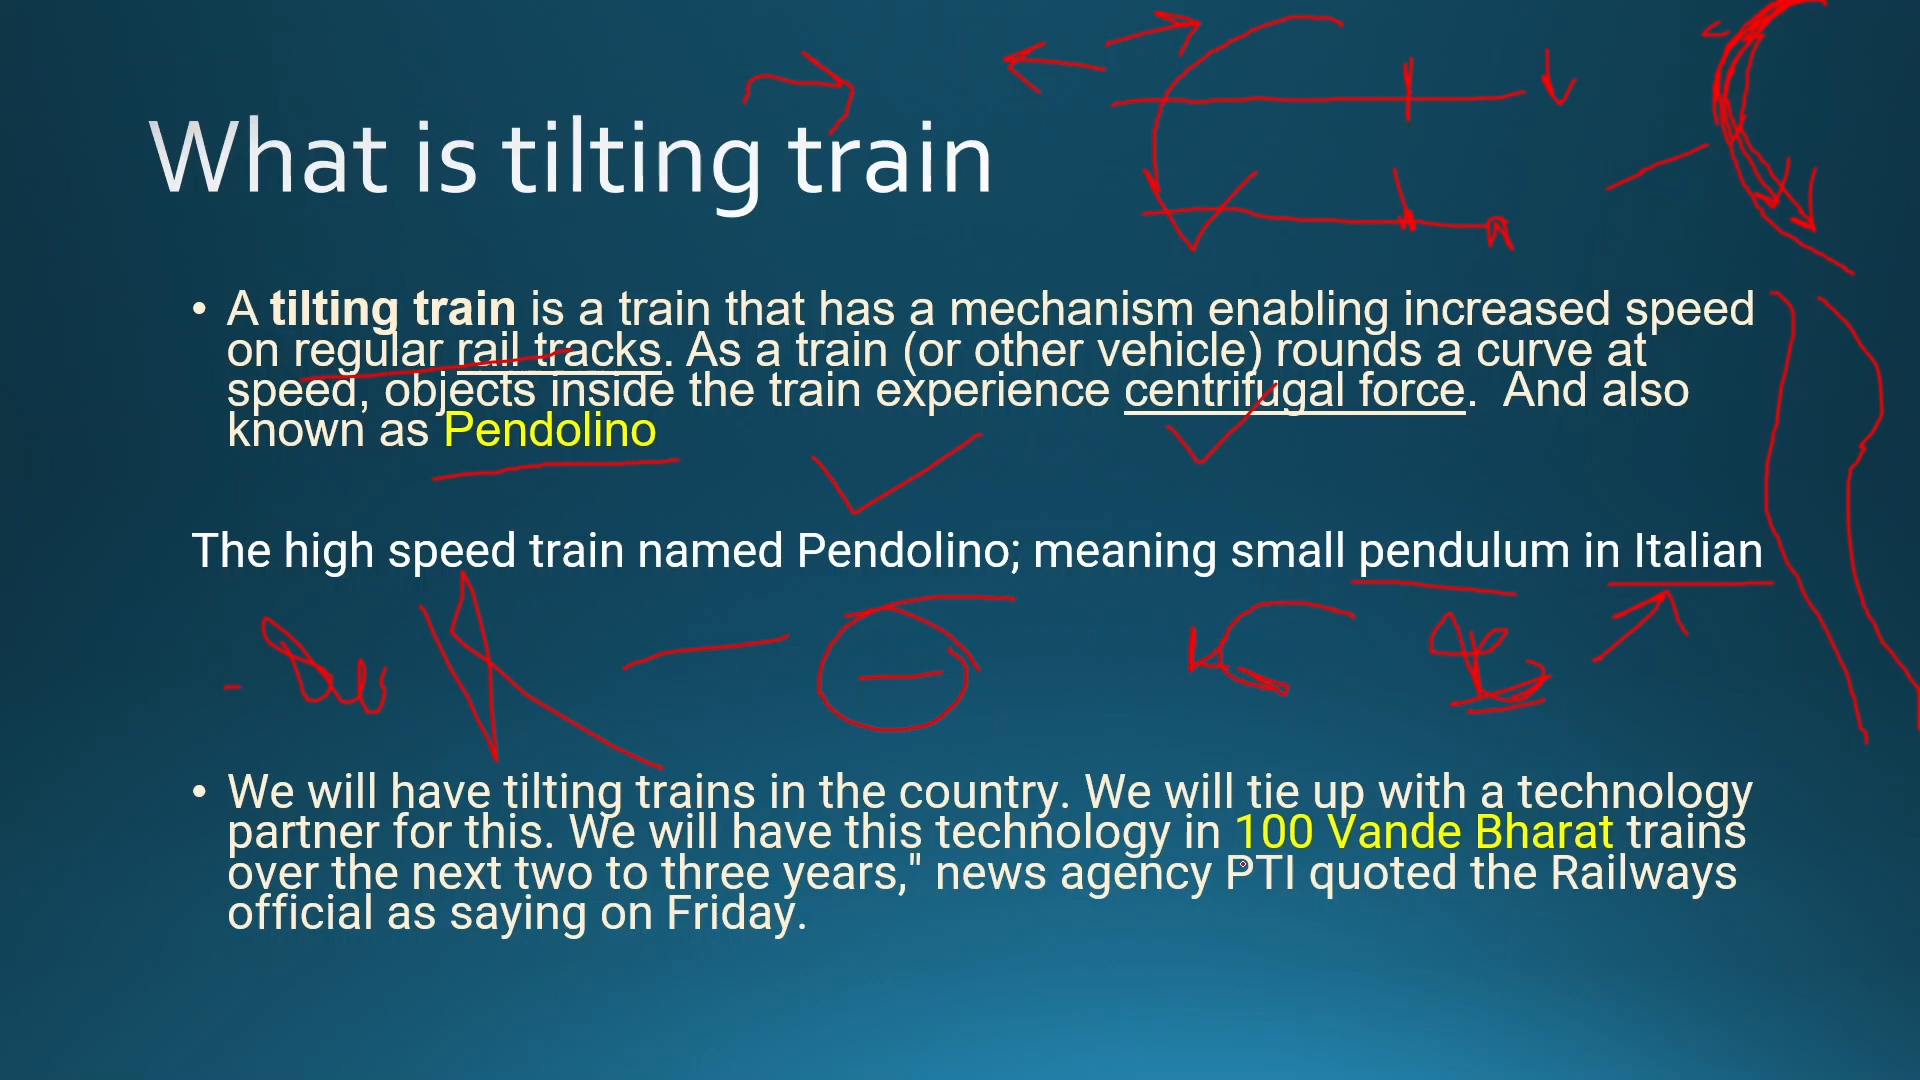 What is tilting train
• A tilting train is a train that has a mechanism enabling increased speed
on regular rail tracks. As a train (or other vehicle) rounds a curve at
speed, objects inside the train experience centrifugal force.  And also
known as Pendolino
The high speed train named Pendolino; meaning small pendulum in Italian
• We will have tilting trains in the country. We will tie up with a technology
partner for this. We will have this technology in 100 Vande Bharat trains
over the next two to three years," news agency PTI quoted the Railways
official as saying on Friday.